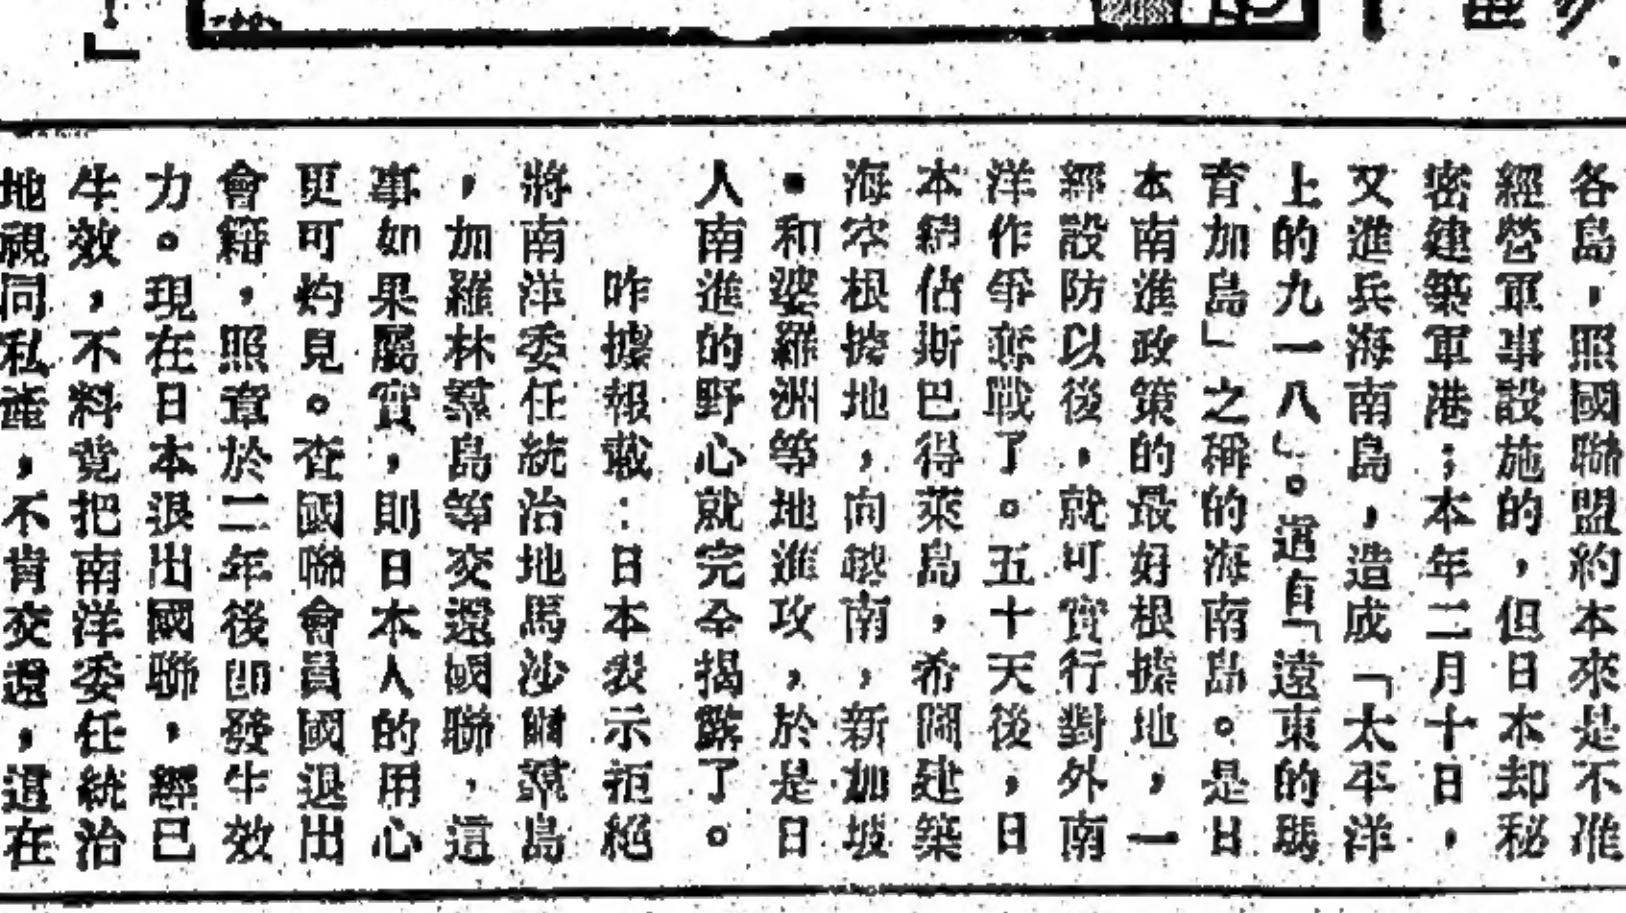 各島，照國聯盟約本來是不准
經營軍事設施的，但日本却秘
密建築軍港；本年二月十日，
又進兵海南島，造成「太平洋
上的九一八」。這有「遠東的瑪
育加島」之稱的海南島。是日
本南進政策的最好根據地，一
經設防以後，就可實行對外南
洋作爭奪戰了。五十天後，日
本續佔斯巴得萊島，希圖建築
海空根據地，向越南，新加坡
．和婆羅洲等地進攻，於是日
人南進的野心就完全揭露了。
昨據報載：日本表示拒絕
將南洋委任統治地馬沙爾羣島
，加羅林羣島等交還國聯，這
事如果屬實，則日本人的用心
更可灼見。查國聯會員國退出
會籍，照章於二年後即發生效
力。現在日本退出國聯，經已
生效，不料竟把南洋委任統治
地視同私產，不肯交還，這在